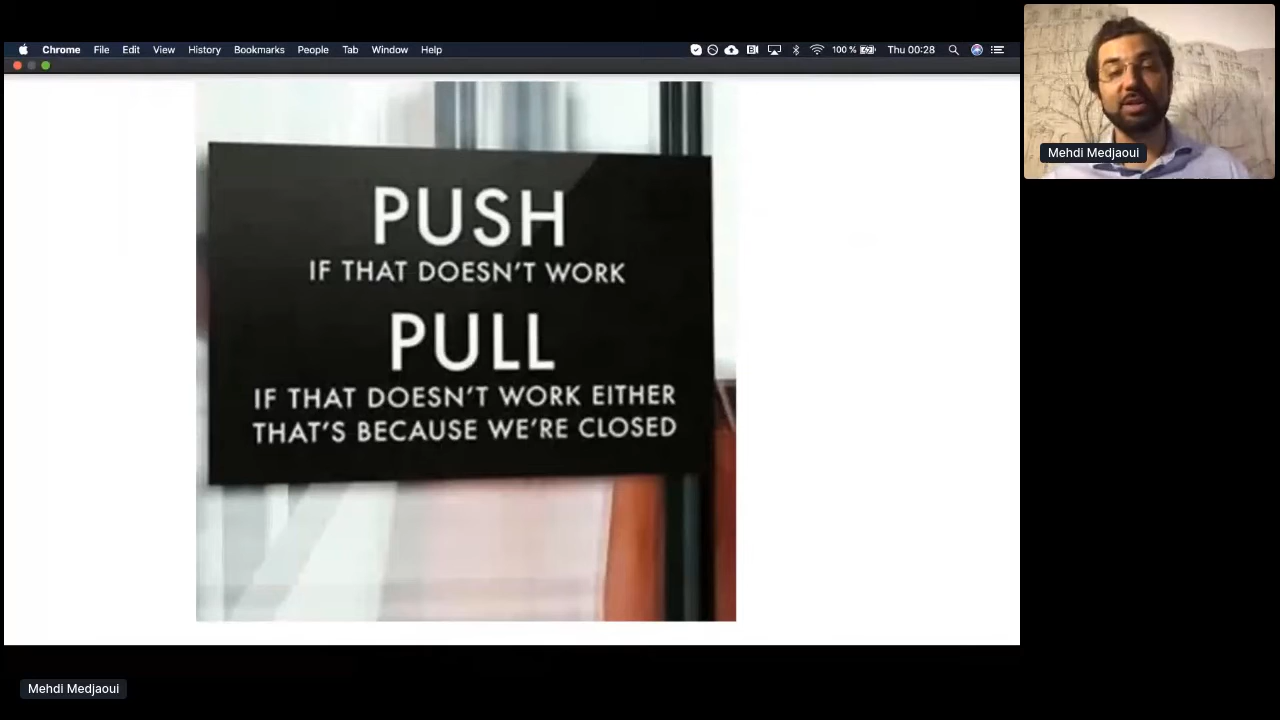 Chrome File Edit View History Bookmarks People Tab Window Help
100 % Thu 00:28
PUSH
IF THAT DOESN'T WORK
PULL
IF THAT DOESN'T WORK EITHER
THAT'S BECAUSE WE'RE CLOSED
Mehdi Medjaoui
Mehdi Medjaoui